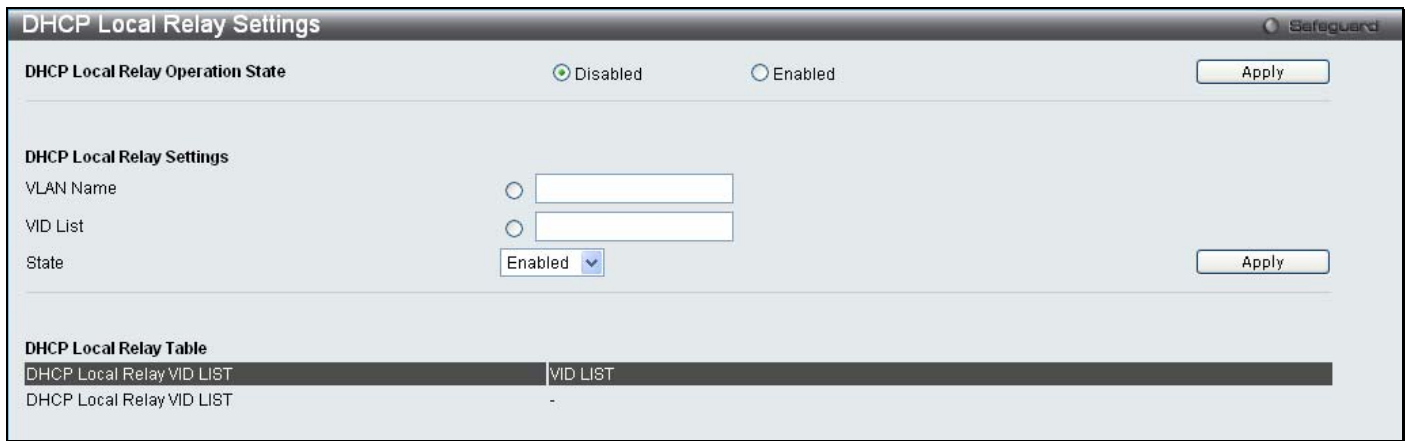 DHCP Local Relay Settings Safeguard
DHCP Local Relay Operation State Disabled Enabled Apply
DHCP Local Relay Settings
VLAN Name
VID List
State Enabled Apply
DHCP Local Relay Table
DHCP Local Relay VID LIST VID LIST
DHCP Local Relay VID LIST -